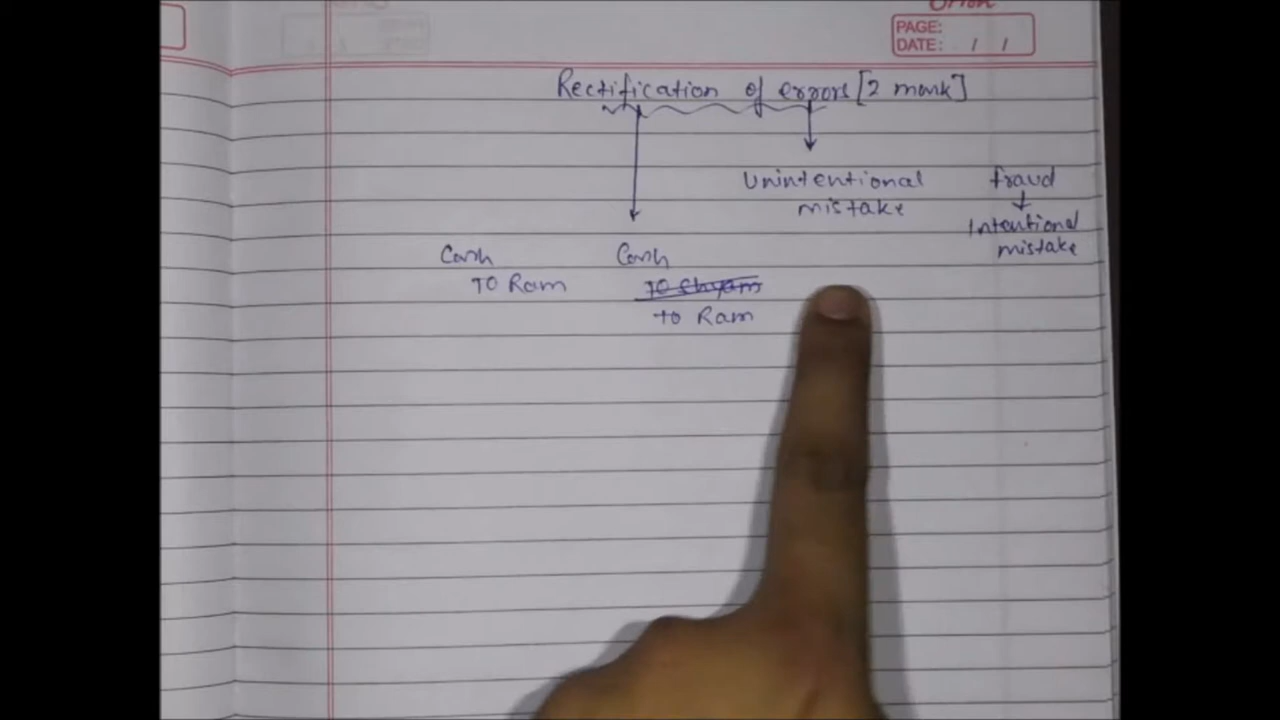 PAGE:
DATE: / /
Rectification of errors [2 mark]
Unintentional
mistake
fraud
Intentional
mistake
Cash
TO Ram
Cash
TO Shyam
to Ram